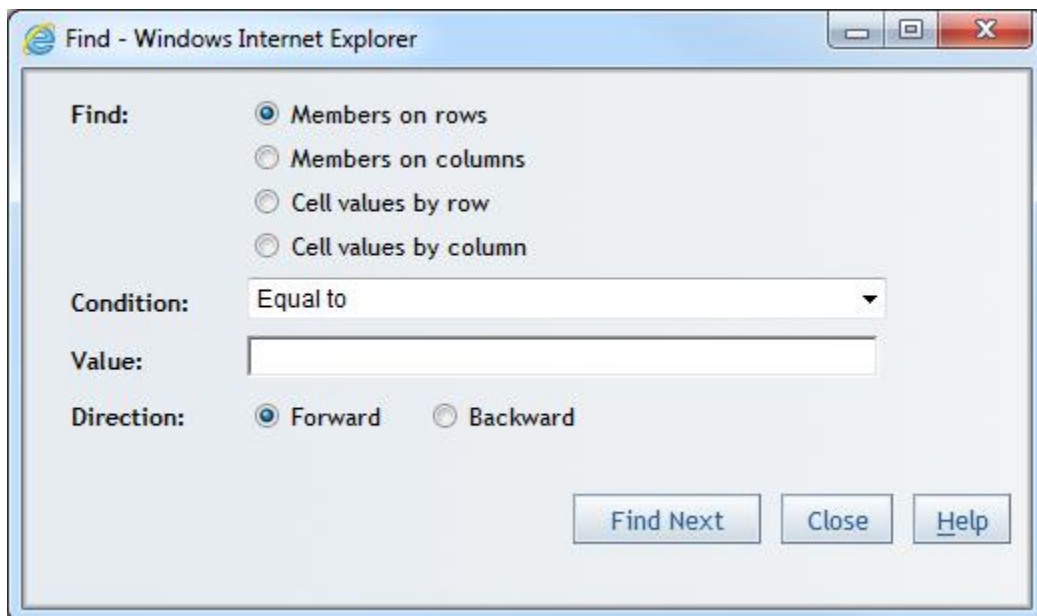 Find - Windows Internet Explorer
Find:
Members on rows
Members on columns
Cell values by row
Cell values by column
Condition:
Equal to
Value:
Direction:
Forward
Backward
Find Next
Close
Help